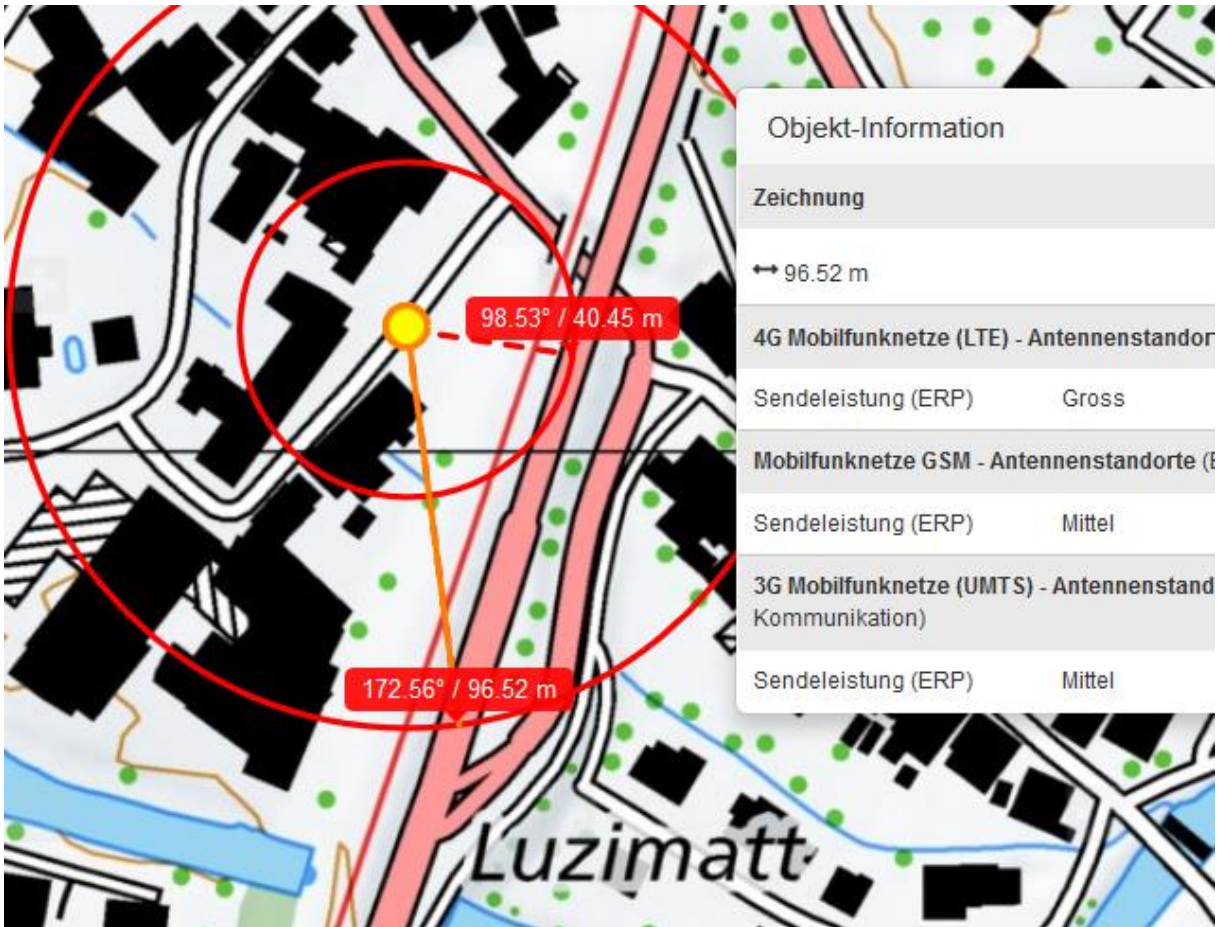 Objekt-Information
Zeichnung
96.52 m
98.53° / 40.45 m
4G Mobilfunknetze (LTE) - Antennenstandor
Sendeleistung (ERP) Gross
Mobilfunknetze GSM - Antennenstandorte (E
Sendeleistung (ERP) Mittel
3G Mobilfunknetze (UMTS) - Antennenstand
Kommunikation)
Sendeleistung (ERP) Mittel
172.56° / 96.52 m
Luzimatt